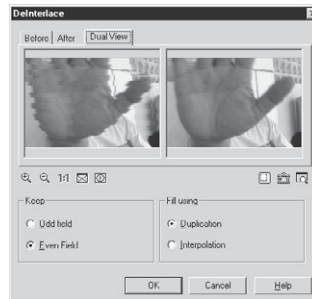 DeInterlace
Before After Dual View
1:1
Keep
Odd field
Even Field
Fill using
Duplication
Interpolation
OK Cancel Help